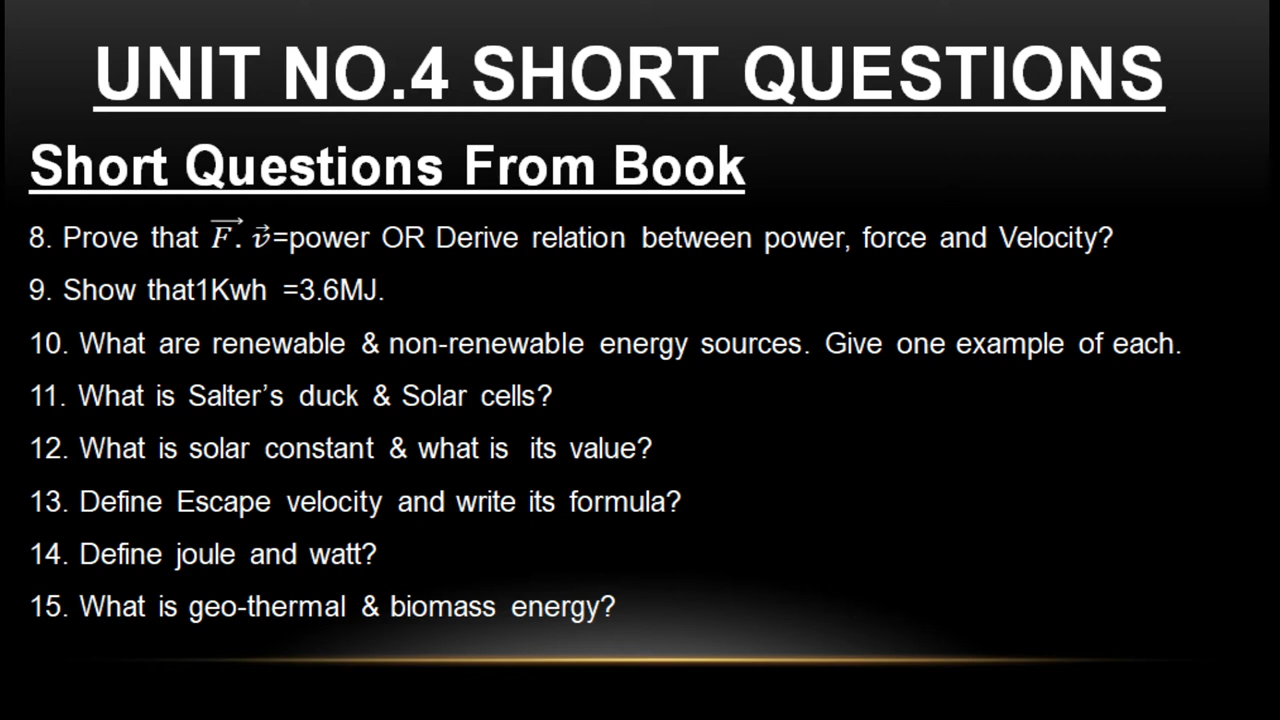 UNIT NO.4 SHORT QUESTIONS
Short Questions From Book
8. Prove that $\overrightarrow{F.}\,\vec{v}$=power OR Derive relation between power, force and Velocity?
9. Show that1Kwh =3.6MJ.
10. What are renewable & non-renewable energy sources. Give one example of each.
11. What is Salter’s duck & Solar cells?
12. What is solar constant & what is its value?
13. Define Escape velocity and write its formula?
14. Define joule and watt?
15. What is geo-thermal & biomass energy?